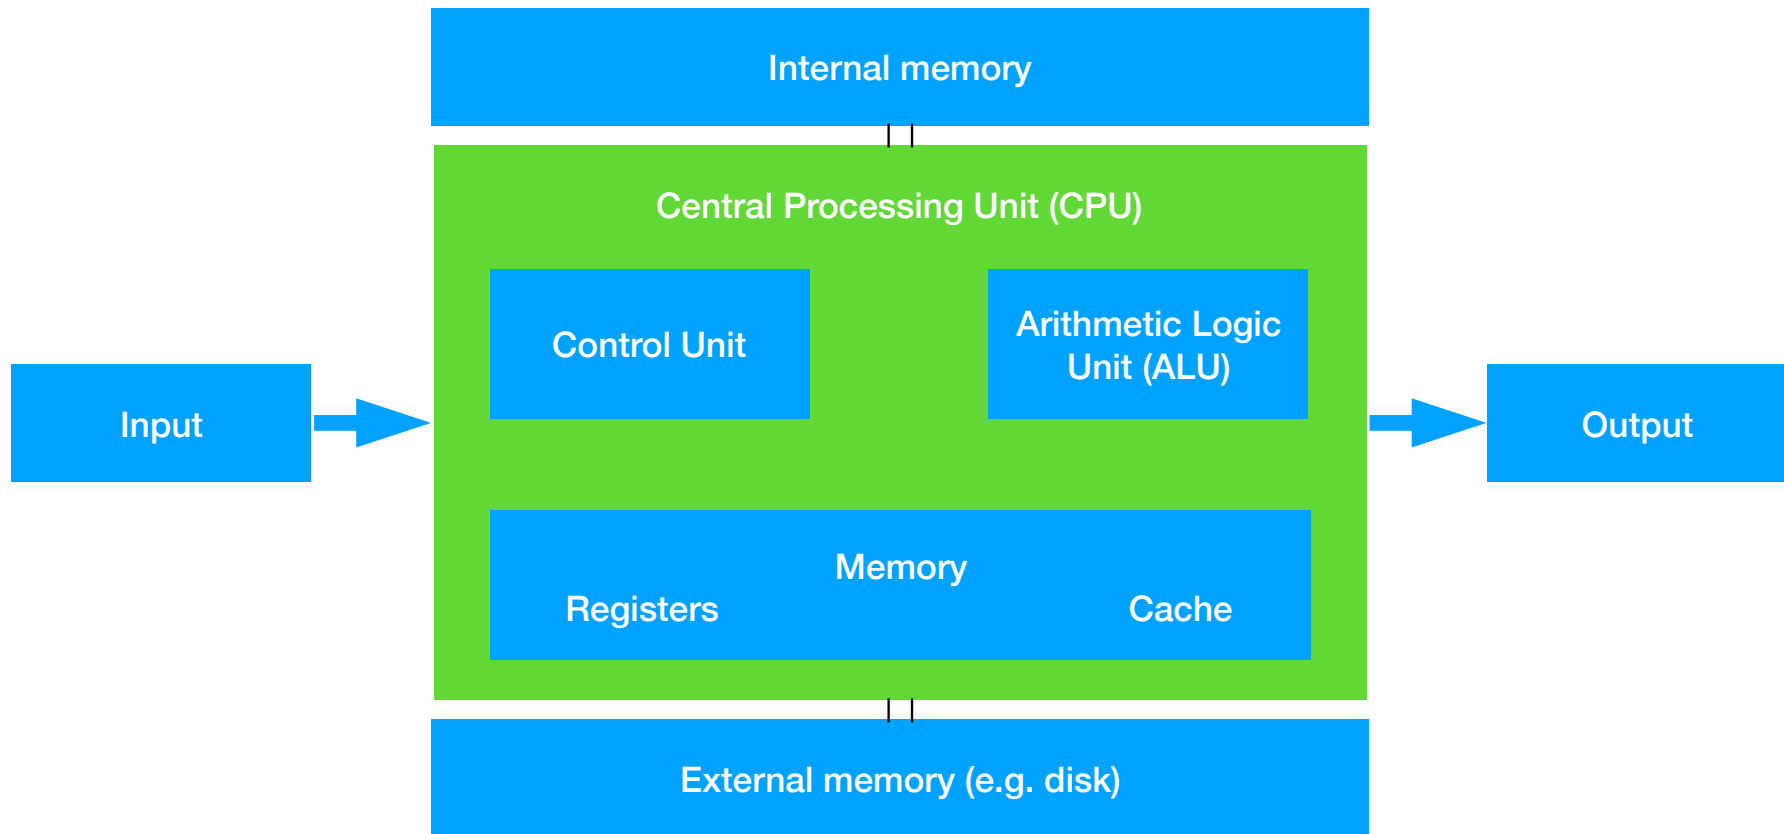 Internal memory
Central Processing Unit (CPU)
Control Unit
Arithmetic Logic
Unit (ALU)
Input
Output
Memory
Registers
Cache
External memory (e.g. disk)